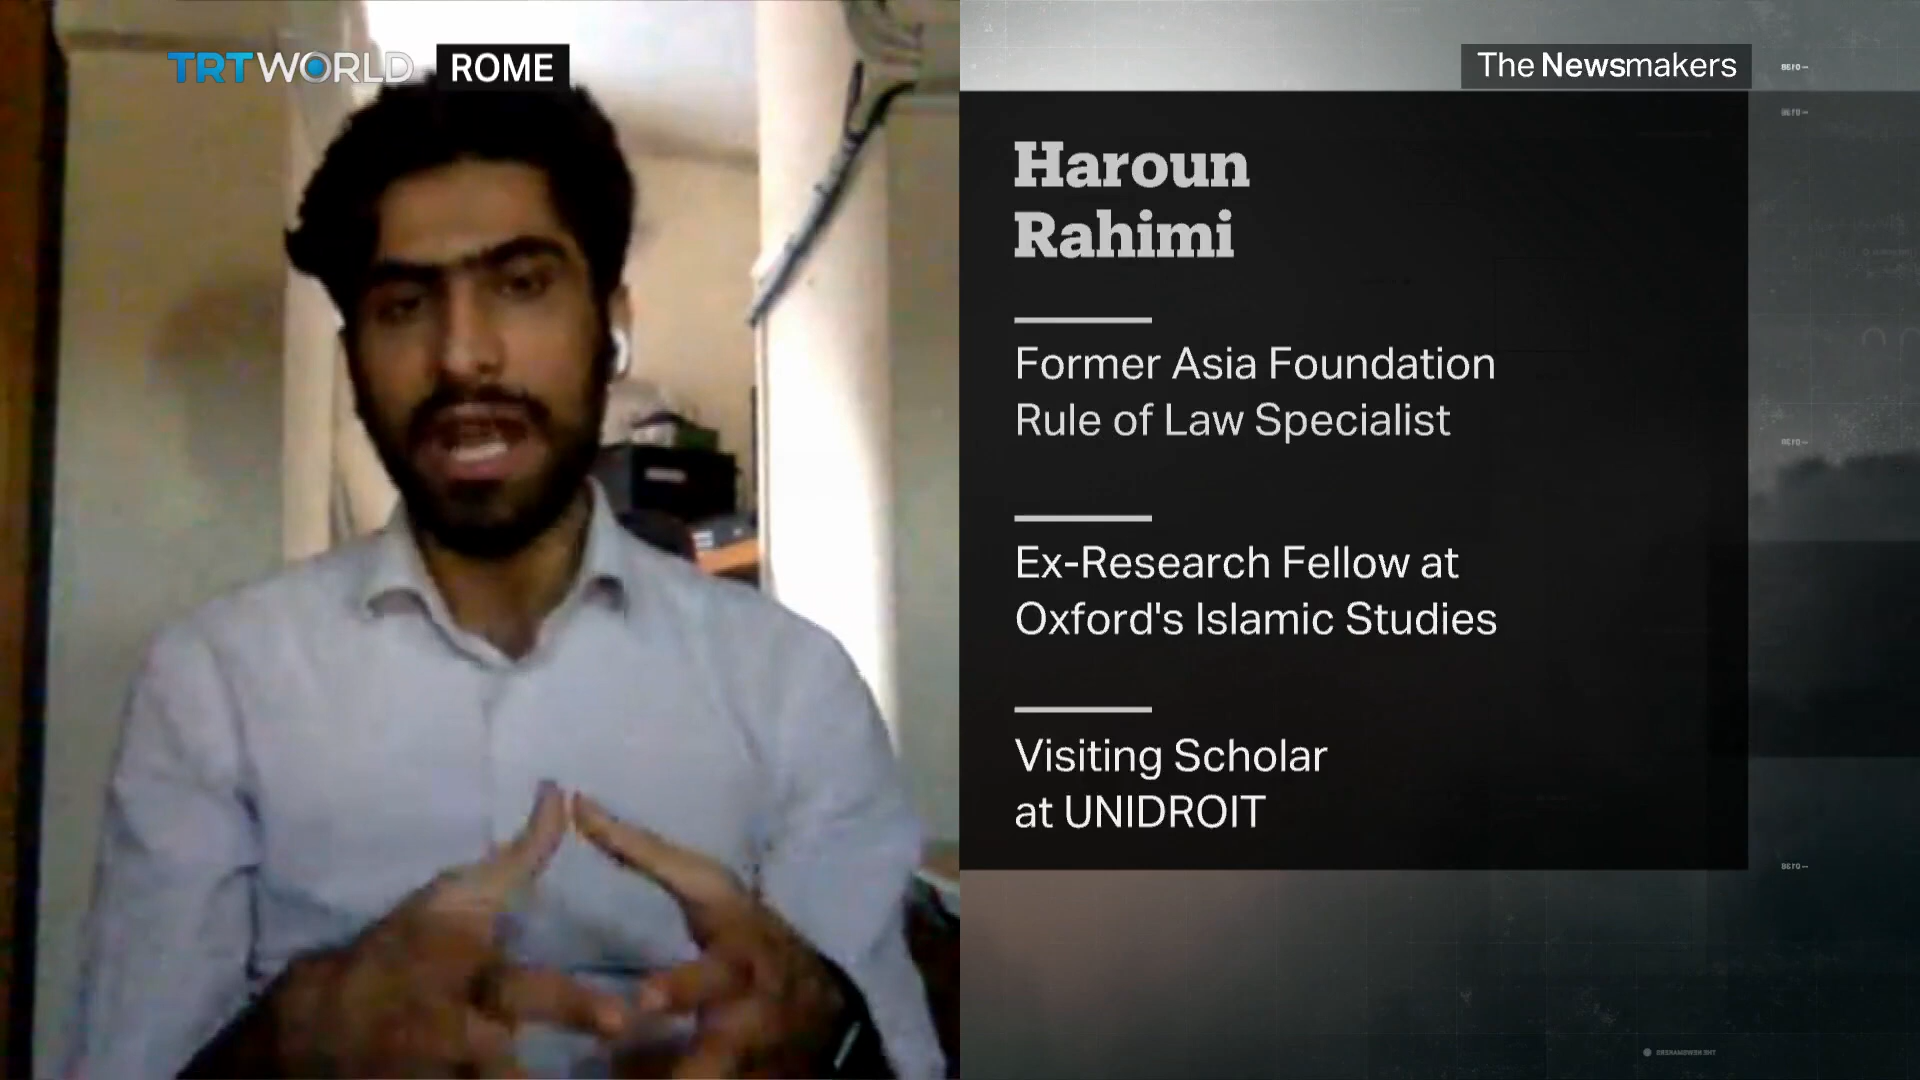 TRT WORLD
ROME
The Newsmakers
Haroun
Rahimi
Former Asia Foundation
Rule of Law Specialist
Ex-Research Fellow at
Oxford's Islamic Studies
Visiting Scholar
at UNIDROIT